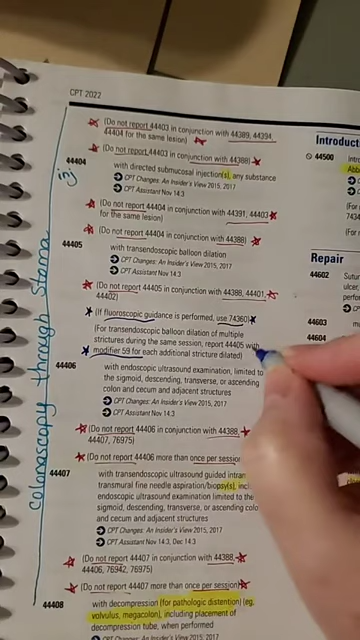 CPT 2022
(Do not report 44403 in conjunction with 44389, 44394,
44404 for the same lesion)
(Do not report 44403 in conjunction with 44388)
44404 with directed submucosal injection(s), any substance
CPT Changes: An Insider's View 2015, 2017
CPT Assistant Nov 14:3
(Do not report 44404 in conjunction with 44391, 44403
for the same lesion)
(Do not report 44404 in conjunction with 44388)
44405 with transendoscopic balloon dilation
CPT Changes: An Insider's View 2015, 2017
CPT Assistant Nov 14:3
(Do not report 44405 in conjunction with 44388, 44401,
44402)
(If fluoroscopic guidance is performed, use 74360)
(For transendoscopic balloon dilation of multiple
strictures during the same session, report 44405 with
modifier 59 for each additional stricture dilated)
44406 with endoscopic ultrasound examination, limited to
the sigmoid, descending, transverse, or ascending
colon and cecum and adjacent structures
CPT Changes: An Insider's View 2015, 2017
CPT Assistant Nov 14:3
(Do not report 44406 in conjunction with 44388,
44407, 76975)
(Do not report 44406 more than once per session)
44407 with transendoscopic ultrasound guided
transmural fine needle aspiration/biopsy(s),
endoscopic ultrasound examination limited to the
sigmoid, descending, transverse, or ascending colon
and cecum and adjacent structures
CPT Changes: An Insider's View 2015, 2017
CPT Assistant Nov 14:3, Dec 14:3
(Do not report 44407 in conjunction with 44388,
44406, 76942, 76975)
(Do not report 44407 more than once per session)
44408 with decompression (for pathologic distention) (eg,
volvulus, megacolon), including placement of
decompression tube, when performed
CPT Changes: An Insider's View 2015, 2017
colonoscopy through Stoma
44500
Repair
44602
44603
44604